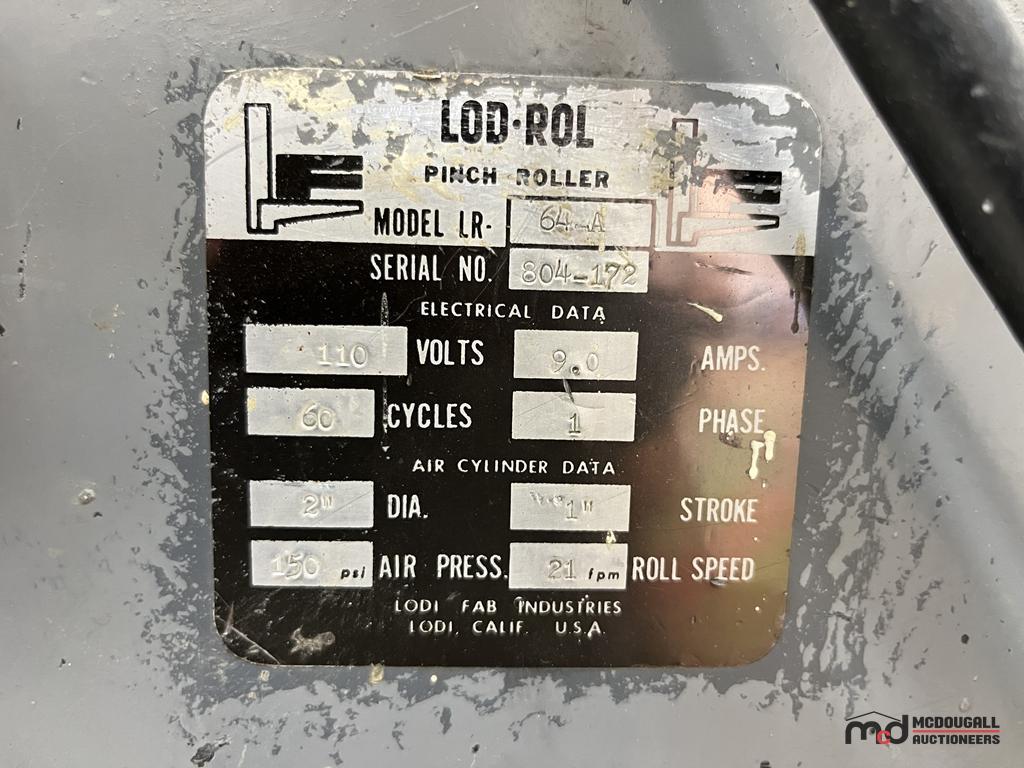 LOD·ROL
PINCH ROLLER
MODEL LR- 64-A
SERIAL NO. 804-172
ELECTRICAL DATA
110 VOLTS 9.0 AMPS.
60 CYCLES 1 PHASE
AIR CYLINDER DATA
2" DIA. 1" STROKE
150 psi AIR PRESS. 21 fpm ROLL SPEED
LODI FAB INDUSTRIES
LODI, CALIF. U.S.A.
mcd MCDOUGALL
AUCTIONEERS